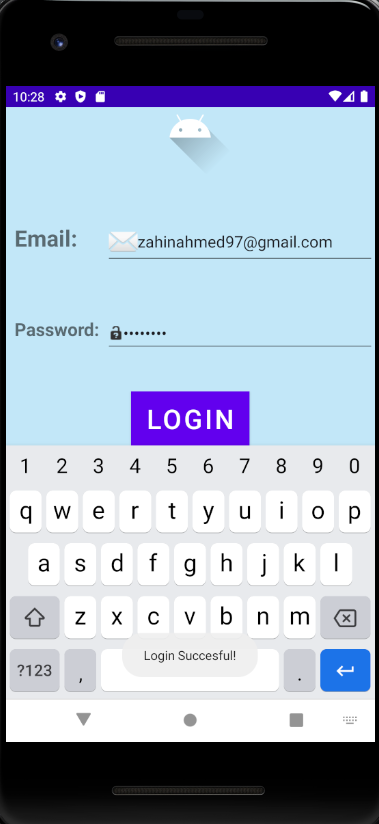 10:28
Email: zahinahmed97@gmail.com
Password: ••••••••
LOGIN
1 2 3 4 5 6 7 8 9 0
q w e r t y u i o p
a s d f g h j k l
z x c v b n m
Login Succesful!
?123 , .